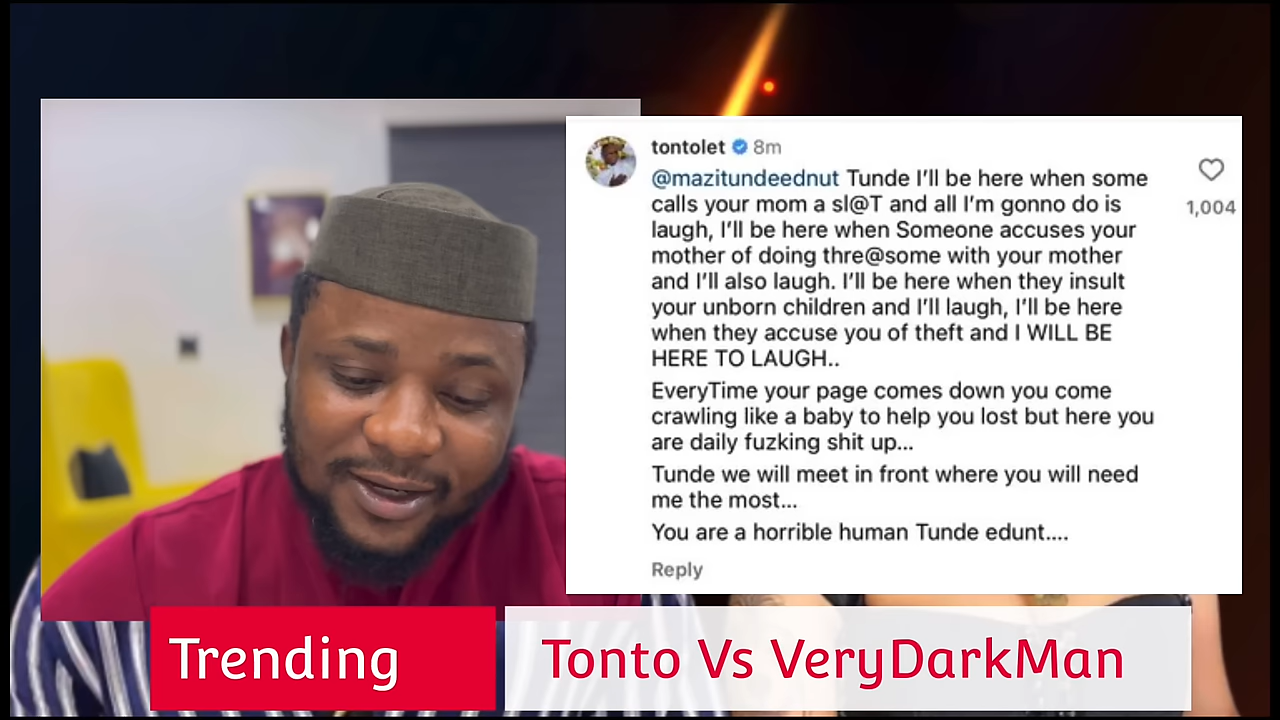 tontolet 8m
@mazitundeednut Tunde I’ll be here when some
calls your mom a sl@T and all I’m gonno do is
laugh, I’ll be here when Someone accuses your
mother of doing thre@some with your mother
and I’ll also laugh. I’ll be here when they insult
your unborn children and I’ll laugh, I’ll be here
when they accuse you of theft and I WILL BE
HERE TO LAUGH..
EveryTime your page comes down you come
crawling like a baby to help you lost but here you
are daily fuzking shit up...
Tunde we will meet in front where you will need
me the most...
You are a horrible human Tunde edunt....
Reply
1,004
Trending
Tonto Vs VeryDarkMan